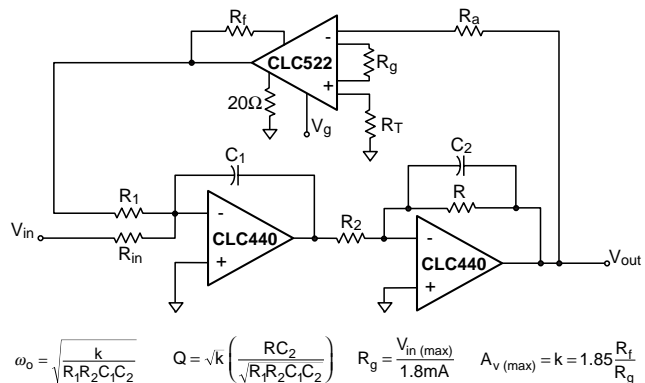 Rf
Ra
-
CLC522
Rg
+
20Ω
Vg
RT
C1
C2
R1
R
Vin
-
R2
-
CLC440
CLC440
Vout
Rin
+
+
ωo = √(k / R1R2C1C2) Q = √k (RC2 / √(R1R2C1C2)) Rg = Vin (max) / 1.8mA Av (max) = k = 1.85 Rf / Rg